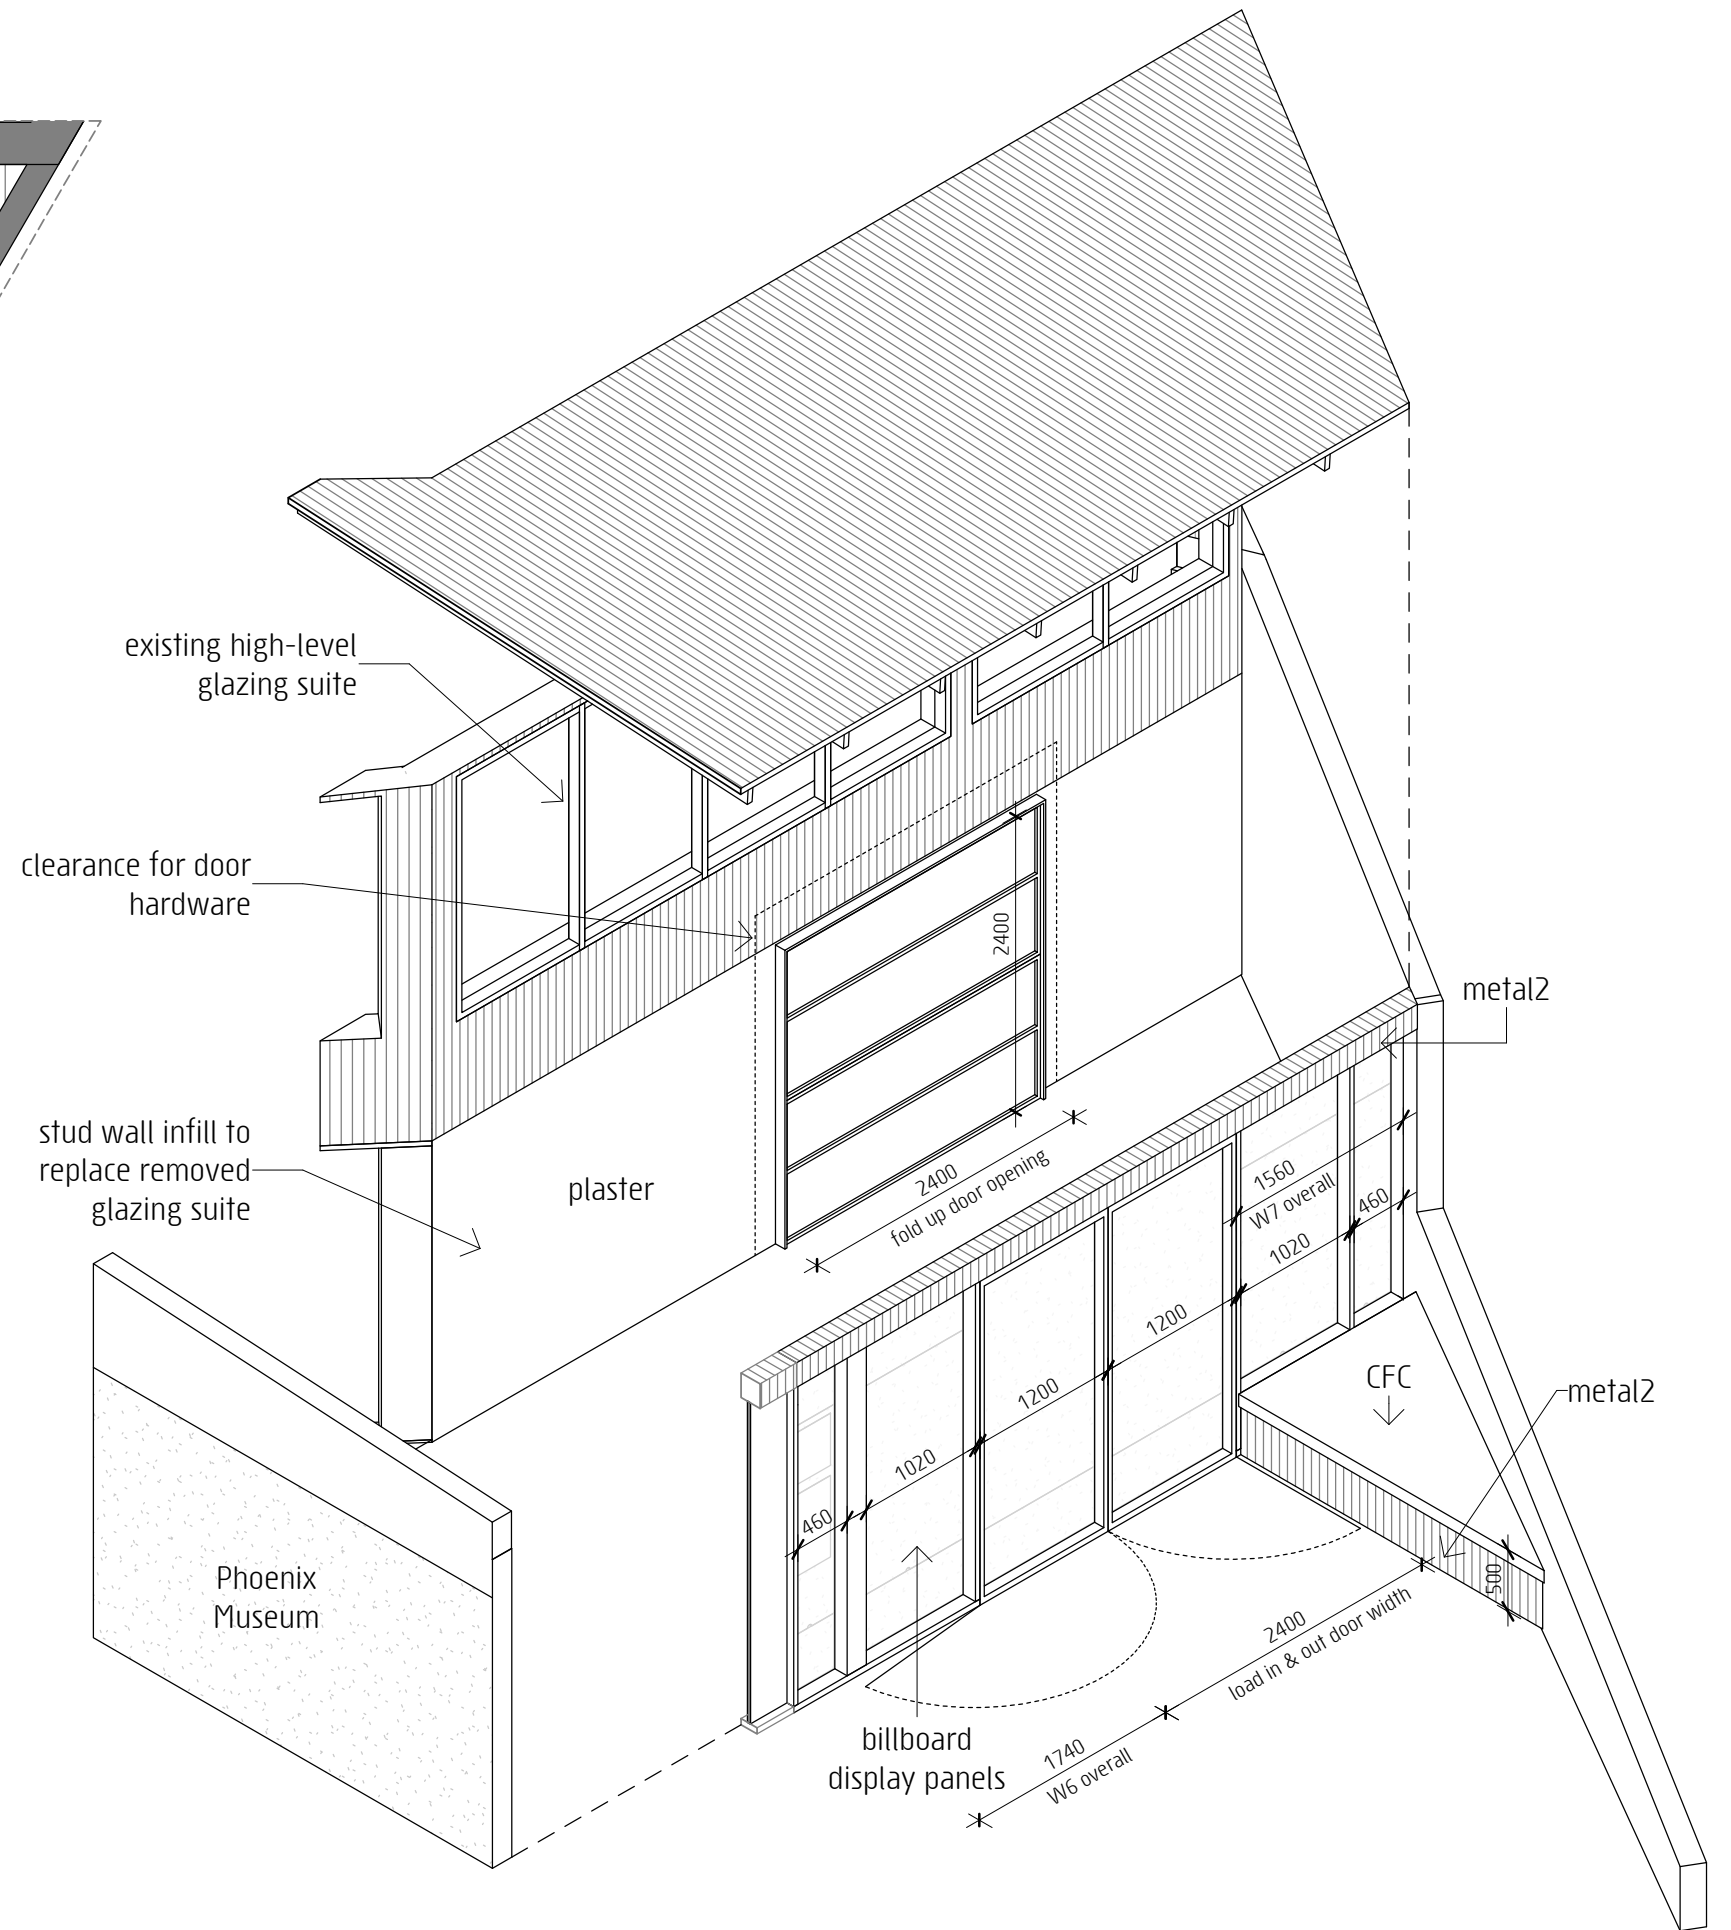 existing high-level
glazing suite
clearance for door
hardware
2400
metal2
stud wall infill to
replace removed
glazing suite
plaster
2400
fold up door opening
1560
W7 overall
460
1020
1200
1200
1020
460
CFC
metal2
500
Phoenix
Museum
2400
load in & out door width
billboard
display panels
1740
W6 overall